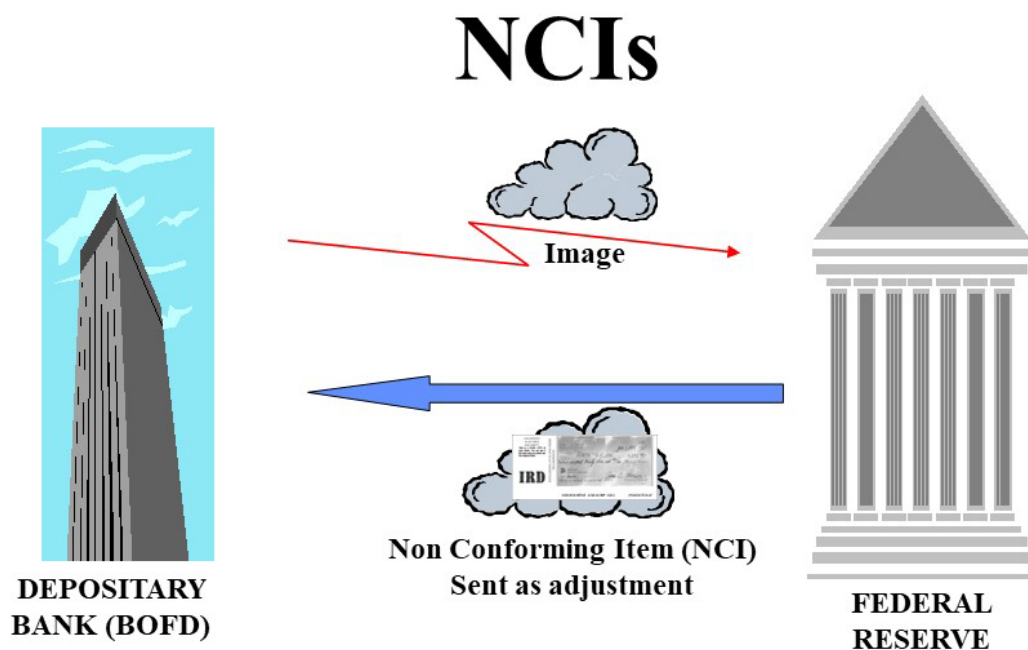 NCIs
Image
IRD
Non Conforming Item (NCI)
Sent as adjustment
DEPOSITARY
BANK (BOFD)
FEDERAL
RESERVE